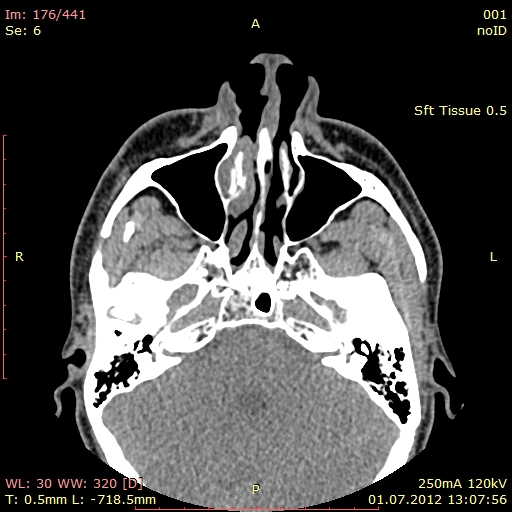 Im: 176/441
Se: 6
A
001
noID
Sft Tissue 0.5
R
L
WL: 30 WW: 320 [D]
T: 0.5mm L: -718.5mm
P
250mA 120kV
01.07.2012 13:07:56